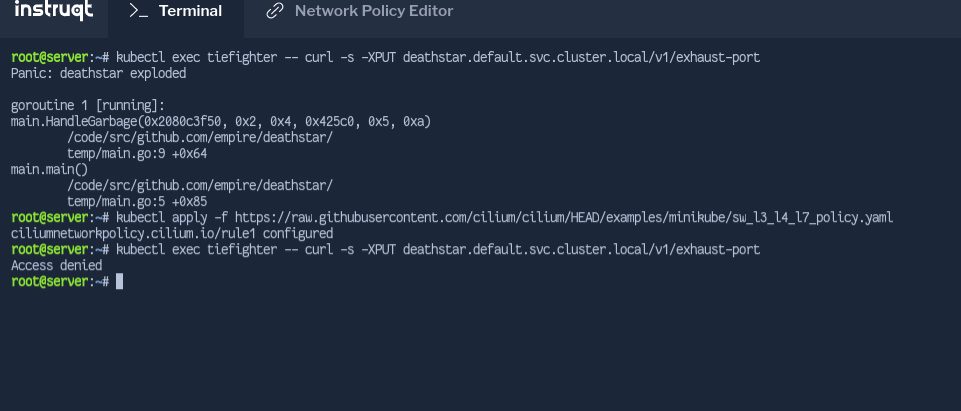 instruqt
>_ Terminal
Network Policy Editor
root@server:~# kubectl exec tiefighter -- curl -s -XPUT deathstar.default.svc.cluster.local/v1/exhaust-port
Panic: deathstar exploded
goroutine 1 [running]:
main.HandleGarbage(0x2080c3f50, 0x2, 0x4, 0x425c0, 0x5, 0xa)
/code/src/github.com/empire/deathstar/
temp/main.go:9 +0x64
main.main()
/code/src/github.com/empire/deathstar/
temp/main.go:5 +0x85
root@server:~# kubectl apply -f https://raw.githubusercontent.com/cilium/cilium/HEAD/examples/minikube/sw_l3_l4_l7_policy.yaml
ciliumnetworkpolicy.cilium.io/rule1 configured
root@server:~# kubectl exec tiefighter -- curl -s -XPUT deathstar.default.svc.cluster.local/v1/exhaust-port
Access denied
root@server:~#